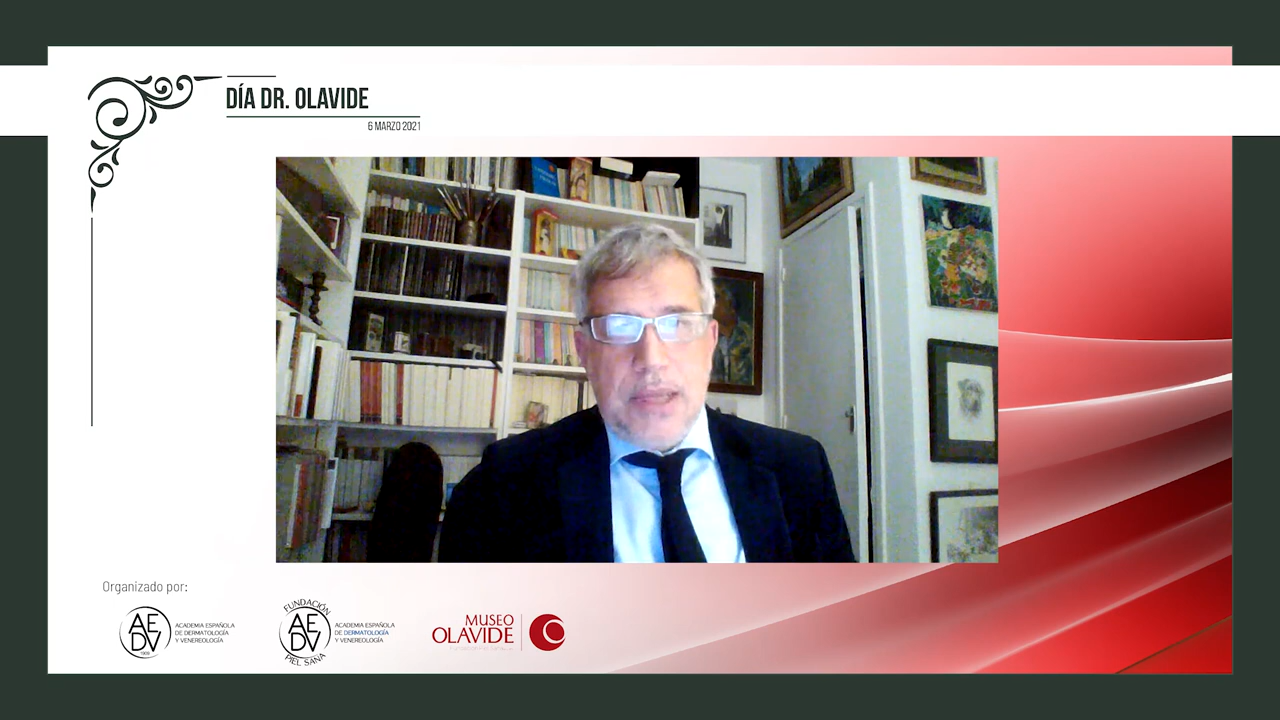 DÍA DR. OLAVIDE
6 MARZO 2021
Organizado por:
AEDV
1909
ACADEMIA ESPAÑOLA
DE DERMATOLOGÍA
Y VENEREOLOGÍA
FUNDACIÓN
AEDV
PIEL SANA
ACADEMIA ESPAÑOLA
DE DERMATOLOGÍA
Y VENEREOLOGÍA
MUSEO
OLAVIDE